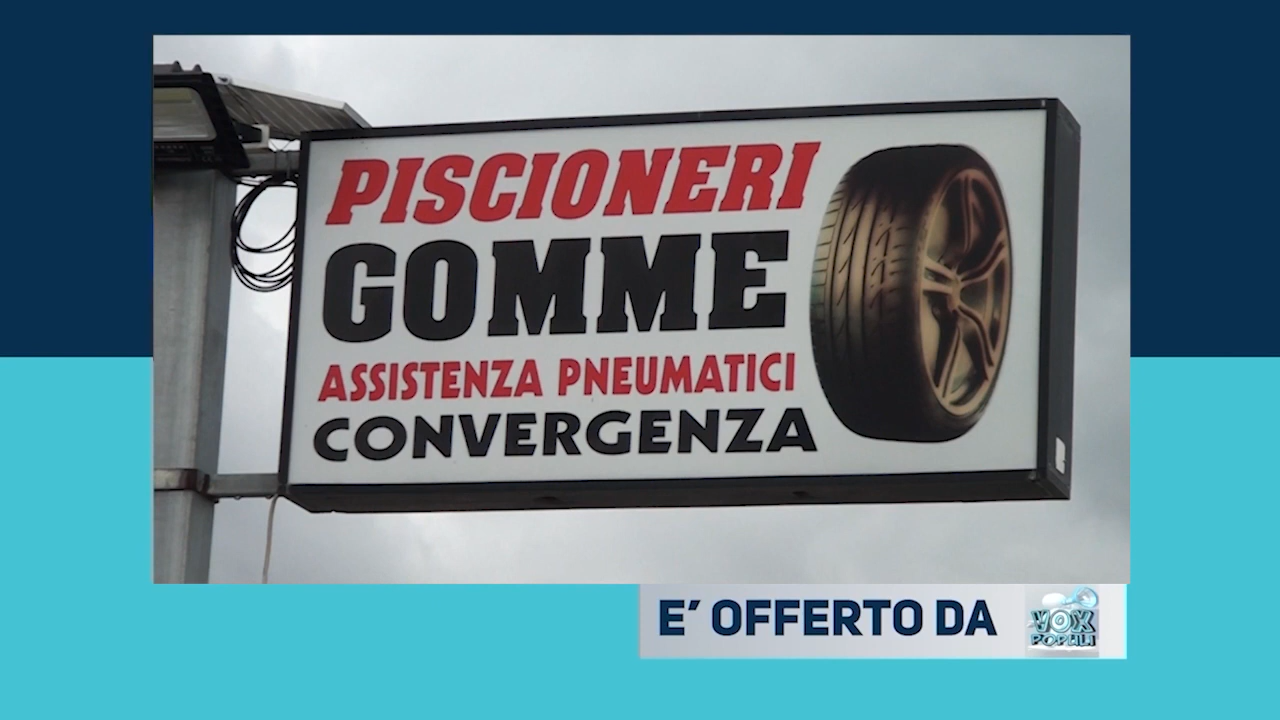 PISCIONERI
GOMME
ASSISTENZA PNEUMATICI
CONVERGENZA
E' OFFERTO DA
VOX
POPULI